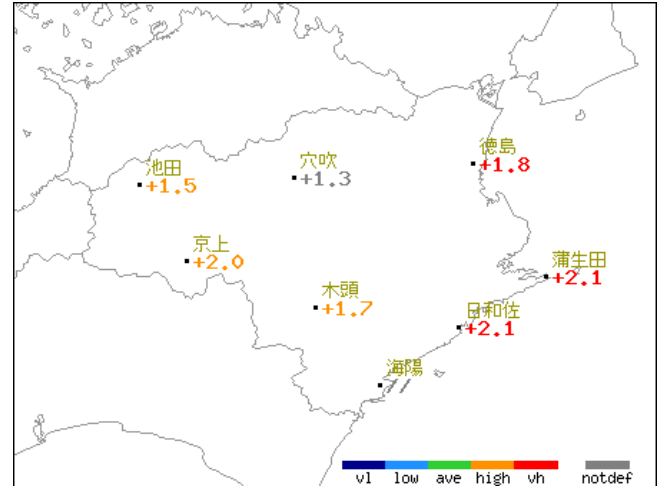 徳島
+1.8
穴吹
+1.3
池田
+1.5
京上
+2.0
蒲生田
+2.1
木頭
+1.7
日和佐
+2.1
海陽
vl low ave high vh notdef